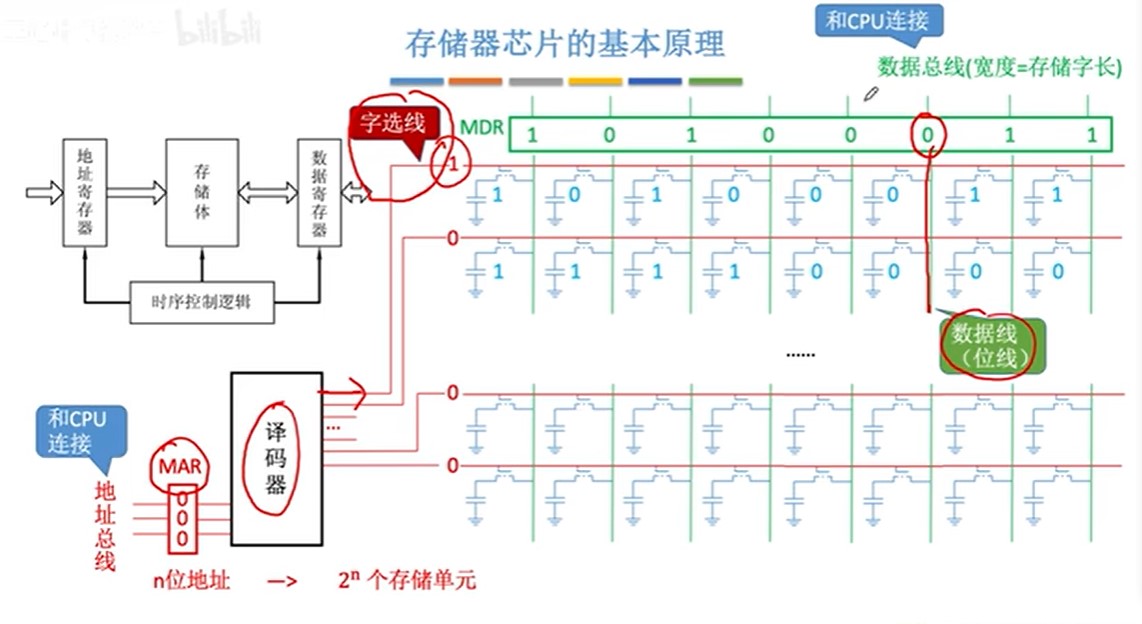 bilibili
存储器芯片的基本原理
和CPU连接
数据总线(宽度=存储字长)
字选线
MDR 1 0 1 0 0 0 1 1
1
1 0 1 0 0 0 1 1
0
1 1 1 1 0 0 0 0
地址寄存器
存储体
数据寄存器
时序控制逻辑
数据线
(位线)
......
0
0
和CPU
连接
MAR
0
0
0
地址总线
译码器
...
n位地址 —> 2ⁿ 个存储单元